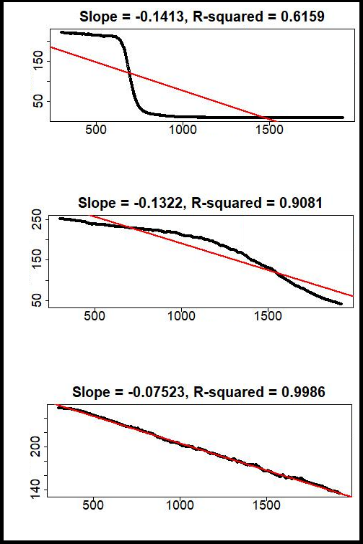 Slope = -0.1413, R-squared = 0.6159
150
50
500 1000 1500
Slope = -0.1322, R-squared = 0.9081
250
150
50
500 1000 1500
Slope = -0.07523, R-squared = 0.9986
200
140
500 1000 1500